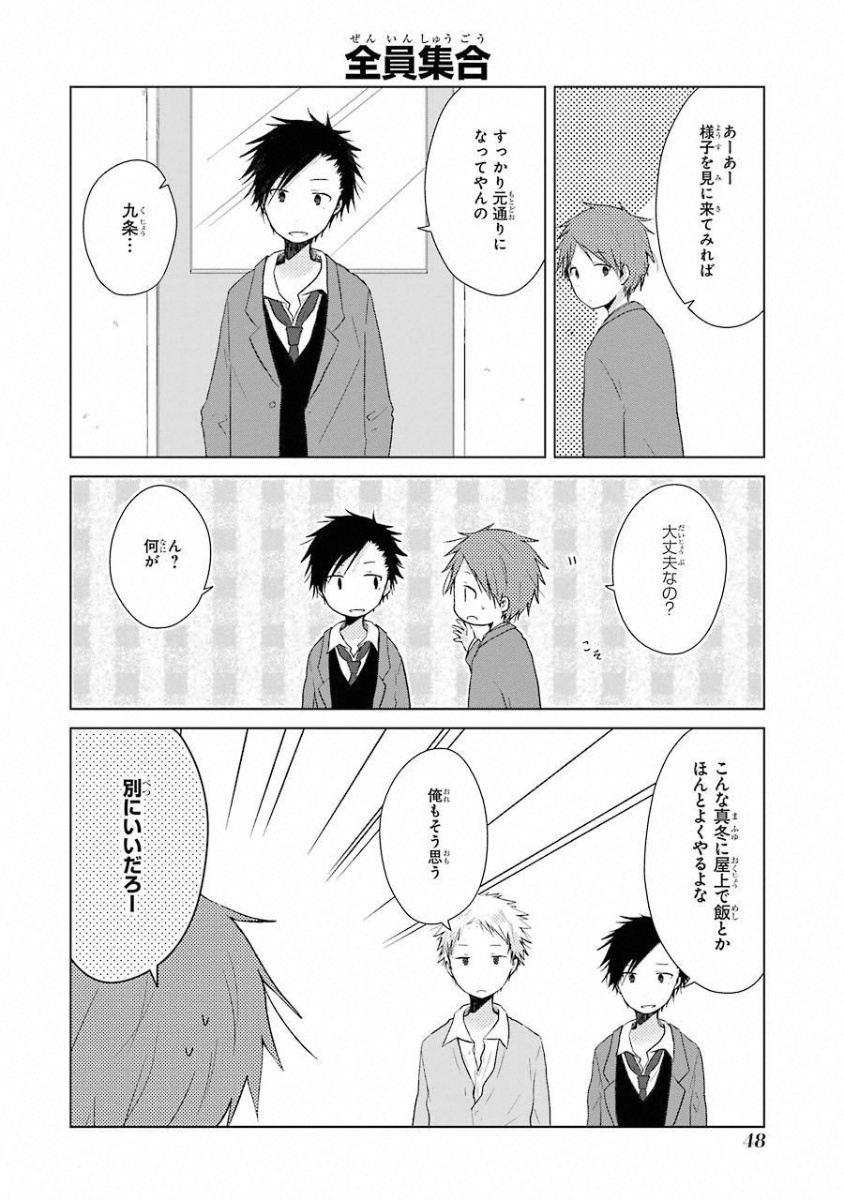 全員集合
あーあー
様子を見に来てみれば
すっかり元通りに
なってやんの
九条…
大丈夫なの?
こそ
ん?
何が
こんな真冬に屋上で飯とか
ほんとよくやるよな
俺もそう思う
別にいいだろー
48